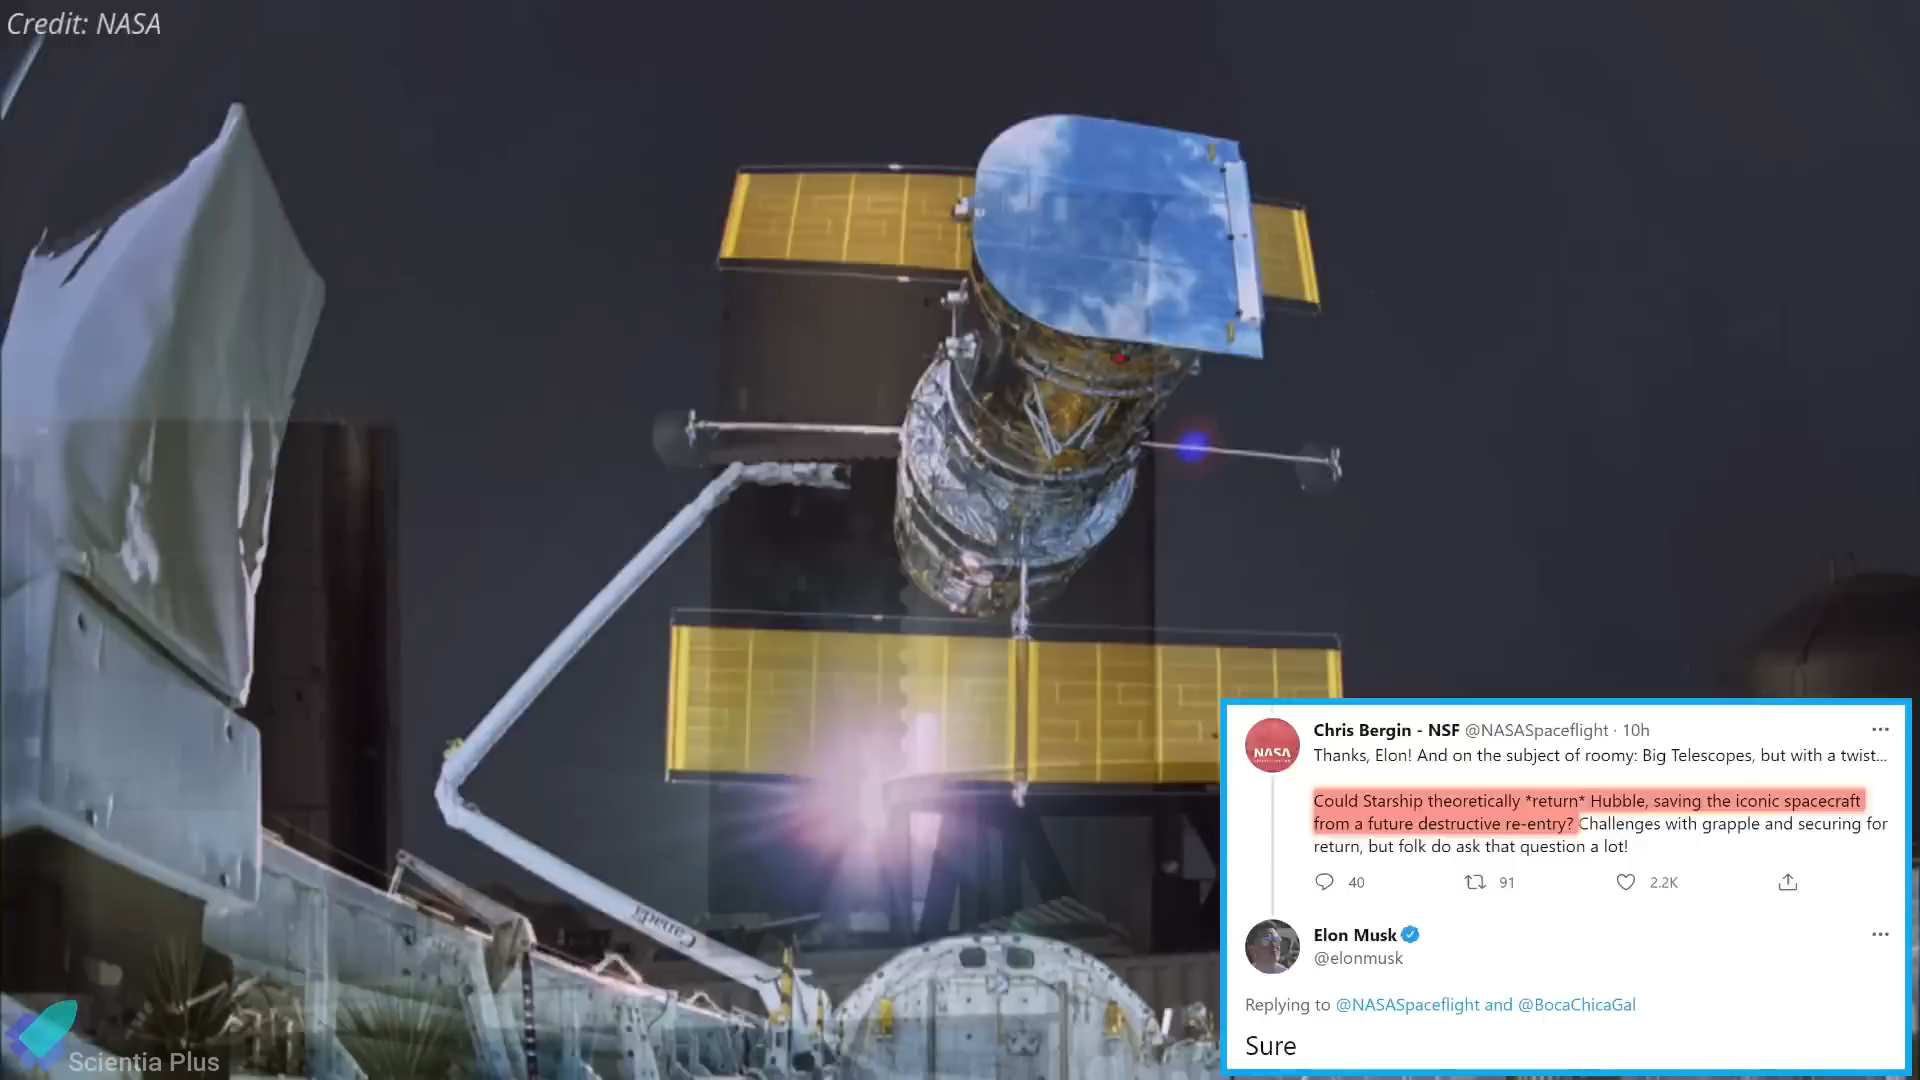 Credit: NASA
Canada
Chris Bergin - NSF @NASASpaceflight · 10h
Thanks, Elon! And on the subject of roomy: Big Telescopes, but with a twist...
Could Starship theoretically *return* Hubble, saving the iconic spacecraft
from a future destructive re-entry? Challenges with grapple and securing for
return, but folk do ask that question a lot!
40 91 2.2K
NASA
Elon Musk
@elonmusk
Replying to @NASASpaceflight and @BocaChicaGal
Sure
Scientia Plus